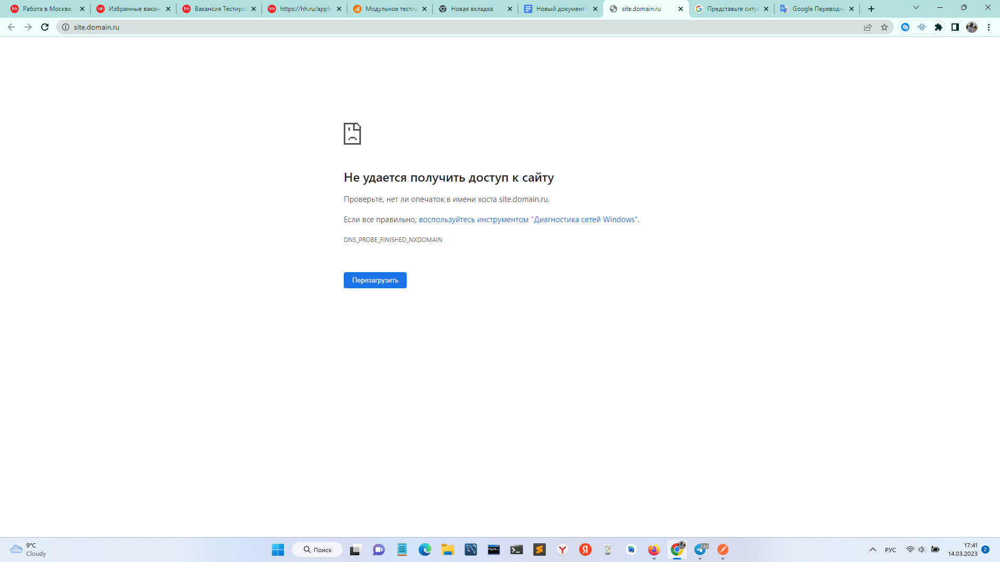 Работа в Москве,
Избранные вакан
Вакансия Тестиро
https://hh.ru/appli
Модульное тестир
Новая вкладка
Новый документ -
site.domain.ru
Представьте ситуа
Google Переводч
site.domain.ru
Не удается получить доступ к сайту
Проверьте, нет ли опечаток в имени хоста site.domain.ru.
Если все правильно, воспользуйтесь инструментом "Диагностика сетей Windows".
DNS_PROBE_FINISHED_NXDOMAIN
Перезагрузить
9°C
Cloudy
Поиск
134
РУС
17:41
14.03.2023
2